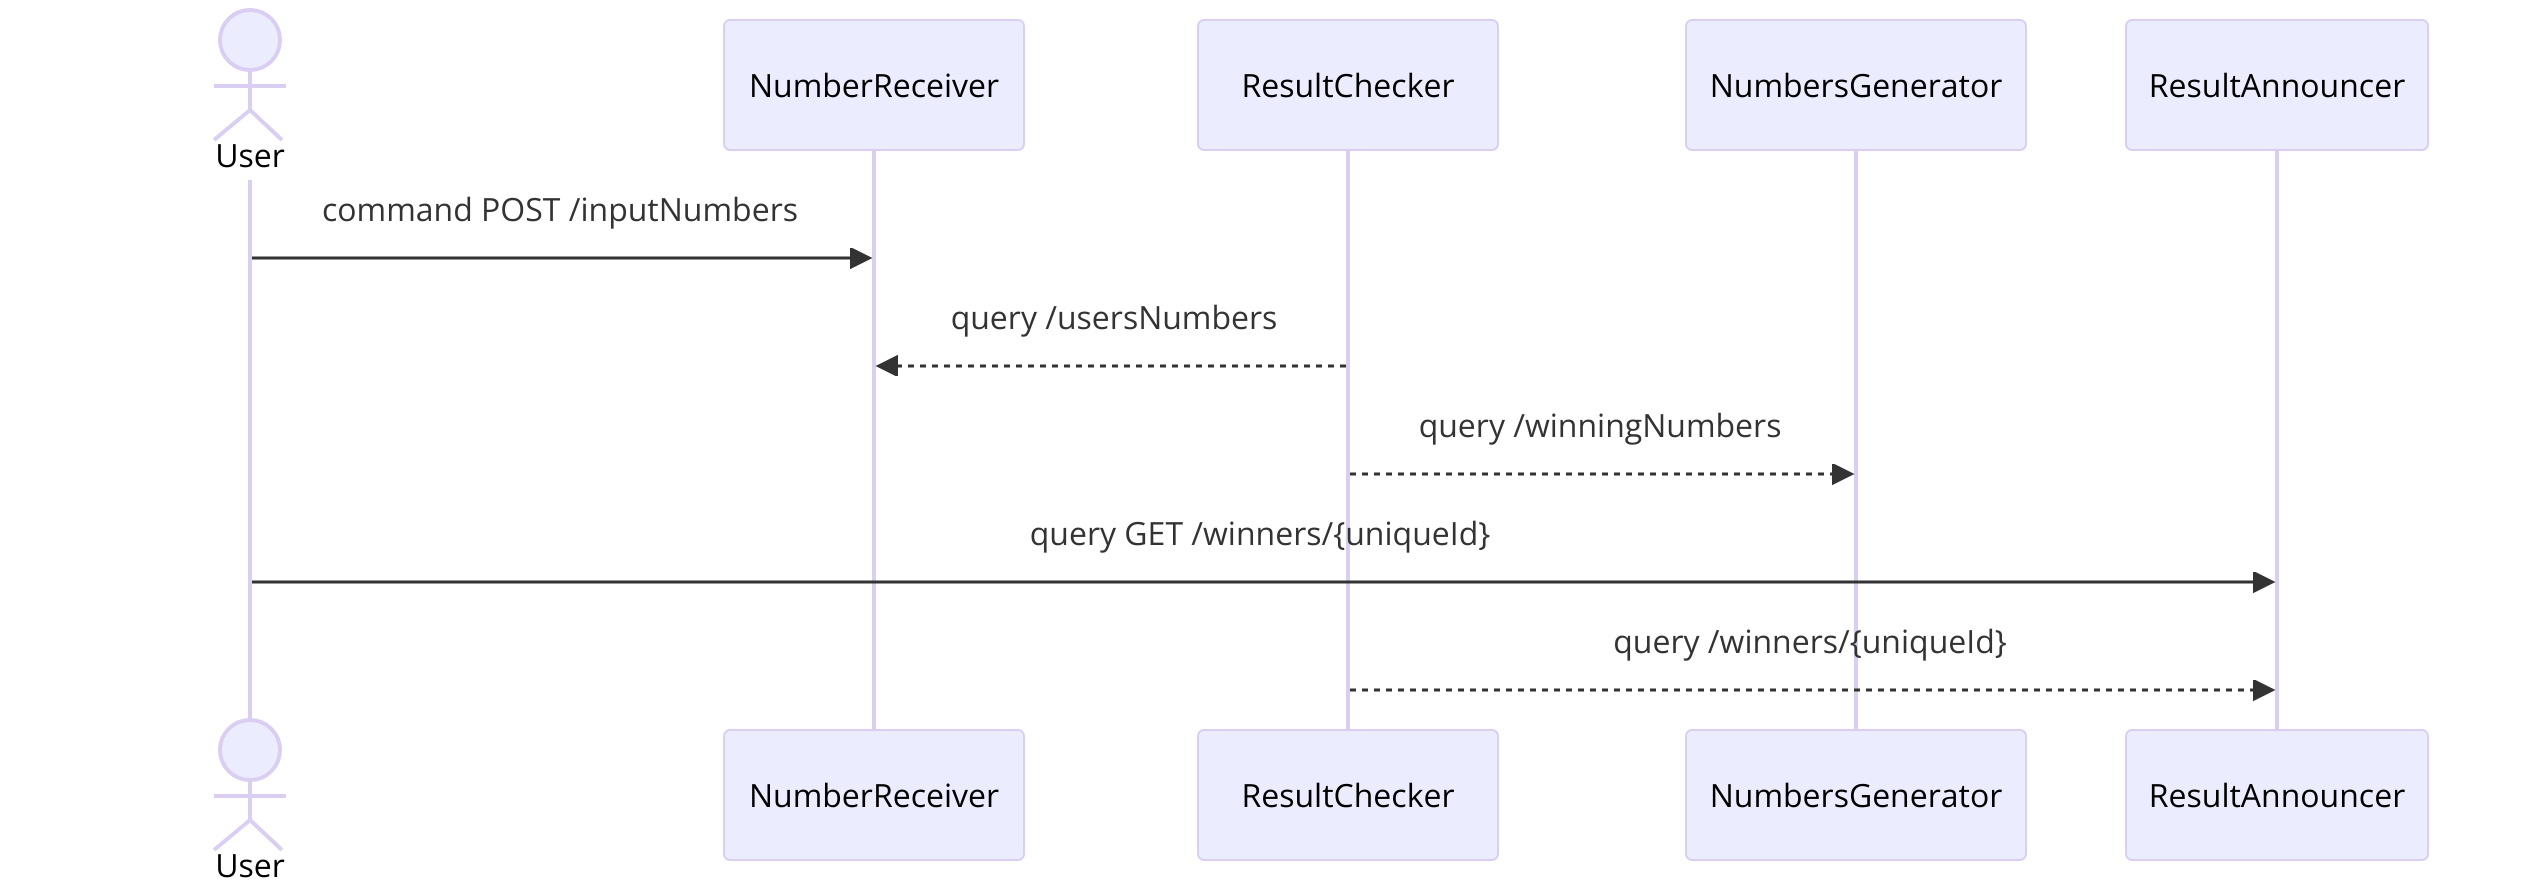 User
NumberReceiver
ResultChecker
NumbersGenerator
ResultAnnouncer
command POST /inputNumbers
query /usersNumbers
query /winningNumbers
query GET /winners/{uniqueId}
query /winners/{uniqueId}
User
NumberReceiver
ResultChecker
NumbersGenerator
ResultAnnouncer